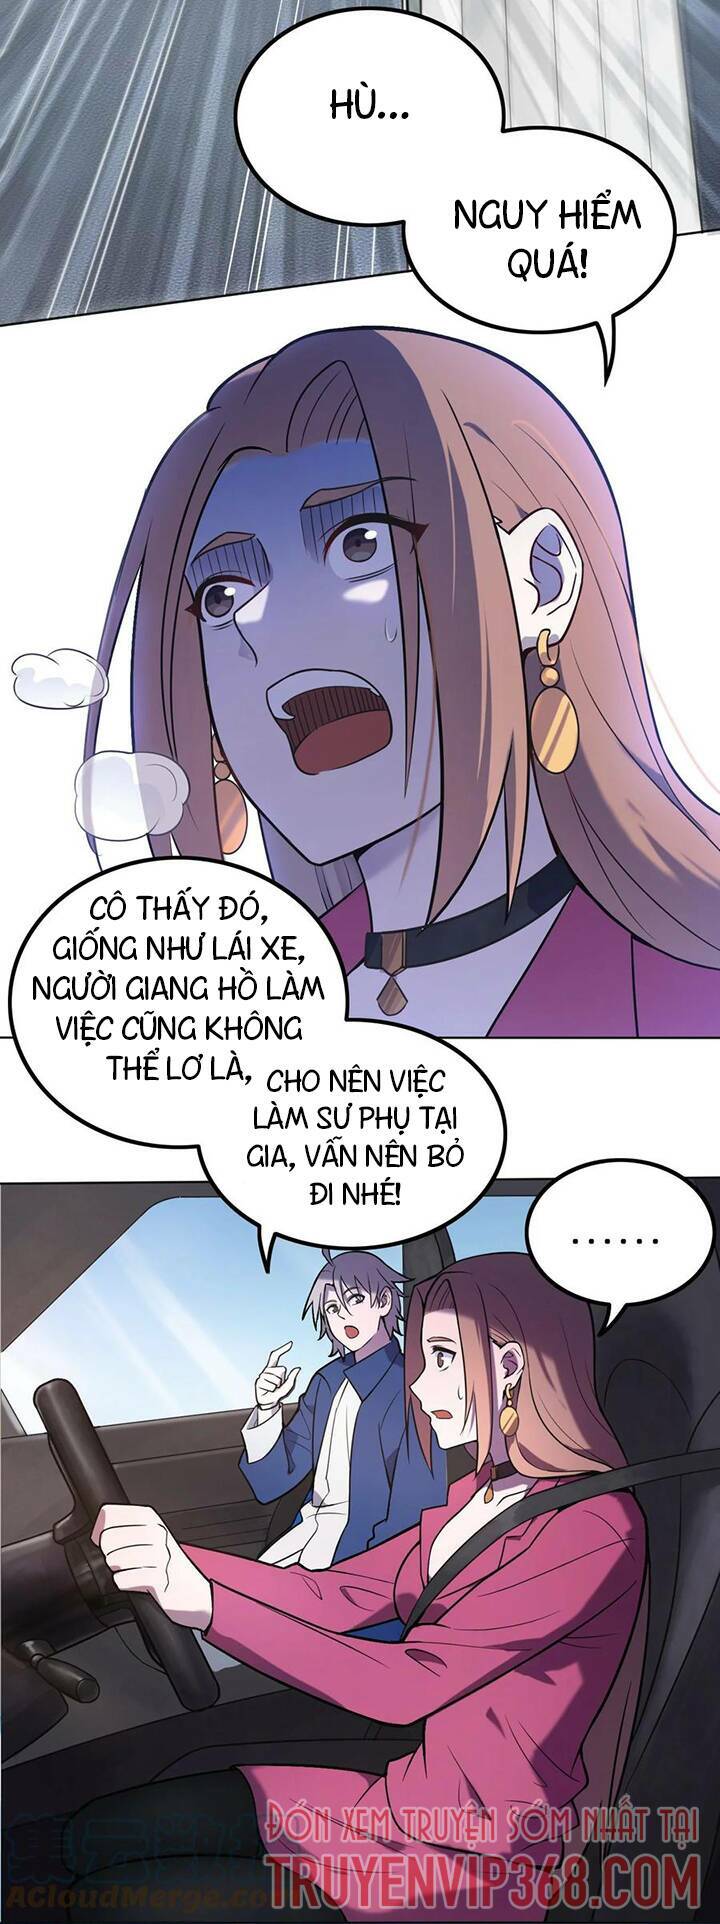 HÙ...
NGUY HIỂM
QUÁ!
CÔ THẤY ĐÓ,
GIỐNG NHƯ LÁI XE,
NGƯỜI GIANG HỒ LÀM
VIỆC CŨNG KHÔNG
THỂ LƠ LÀ,
CHO NÊN VIỆC
LÀM SƯ PHỤ TẠI
GIA, VẪN NÊN BỎ
ĐI NHÉ!
......
ĐÓN XEM TRUYỆN SỚM NHẤT TẠI
TRUYENVIP368.COM
AcloudMerge.co